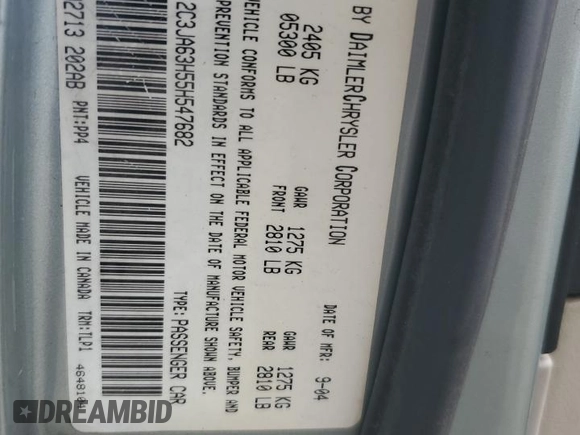 BY DAIMLERCHRYSLER CORPORATION
DATE OF MFR: 9-04
2405 KG
05300 LB
GAWR FRONT
1275 KG
2810 LB
GAWR REAR
1275 KG
2810 LB
VEHICLE CONFORMS TO ALL APPLICABLE FEDERAL MOTOR VEHICLE SAFETY, BUMPER AND
PREVENTION STANDARDS IN EFFECT ON THE DATE OF MANUFACTURE SHOWN ABOVE.
2C3JA63H55H547682
TYPE: PASSENGER CAR
2713 202AB PNT:PP4 VEHICLE MADE IN CANADA TRM:TLP1
DREAMBID